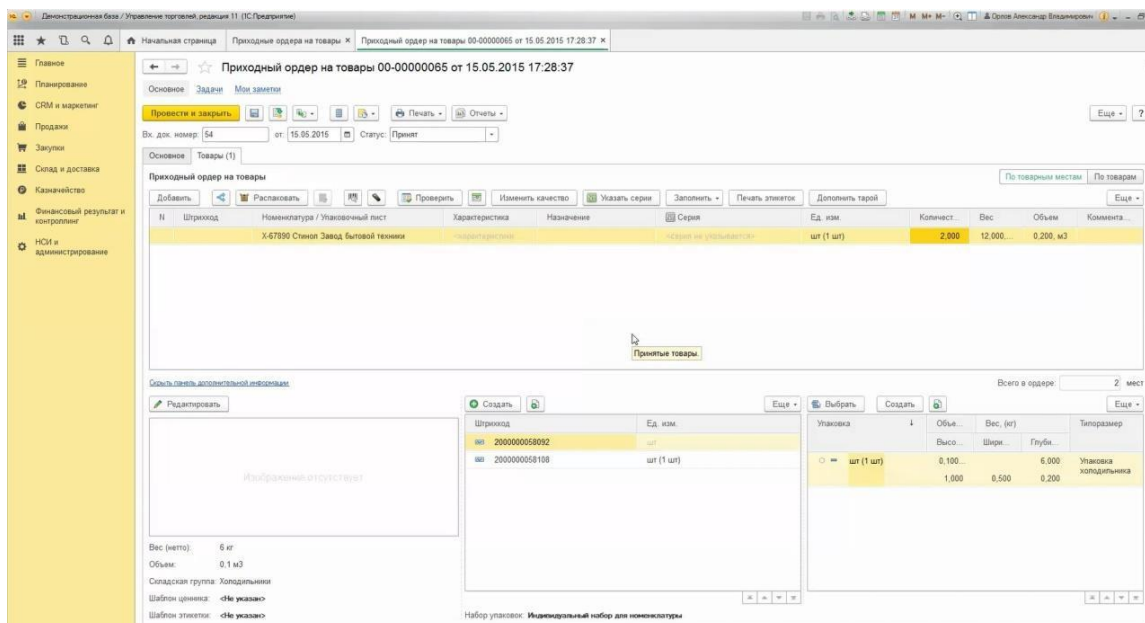 Демонстрационная база / Управление торговлей, редакция 11 (1С:Предприятие)
M M+ M-
Орлов Александр Владимирович
Начальная страница
Приходные ордера на товары ×
Приходный ордер на товары 00-00000065 от 15.05.2015 17:28:37 ×
Главное
Планирование
CRM и маркетинг
Продажи
Закупки
Склад и доставка
Казначейство
Финансовый результат и контроллинг
НСИ и администрирование
Приходный ордер на товары 00-00000065 от 15.05.2015 17:28:37
Основное Задачи Мои заметки
Провести и закрыть Печать Отчеты Еще ?
Вх. док. номер: 54 от: 15.05.2015 Статус: Принят
Основное Товары (1)
Приходный ордер на товары По товарным местам По товарам
Добавить Распаковать Проверить Изменить качество Указать серии Заполнить Печать этикеток Дополнить тарой Еще
N Штрихкод Номенклатура / Упаковочный лист Характеристика Назначение Серия Ед. изм. Количест... Вес Объем Коммента...
Х-67890 Стинол Завод бытовой техники <характеристика <серия не указывается> шт (1 шт) 2,000 12,000,... 0,200, м3
Принятые товары.
Скрыть панель дополнительной информации
Всего в ордере: 2 мест
Редактировать Создать Еще Выбрать Создать Еще
Штрихкод Ед. изм. Упаковка ↓ Объе... Вес, (кг) Типоразмер
Высо... Шири... Глуби...
2000000058092 шт
2000000058108 шт (1 шт)
шт (1 шт) 0,100... 6,000 Упаковка холодильника
1,000 0,500 0,200
Изображение отсутствует
Вес (нетто): 6 кг
Объем: 0,1 м3
Складская группа: Холодильники
Шаблон ценника: <Не указан>
Шаблон этикетки: <Не указан>
Набор упаковок: Индивидуальный набор для номенклатуры